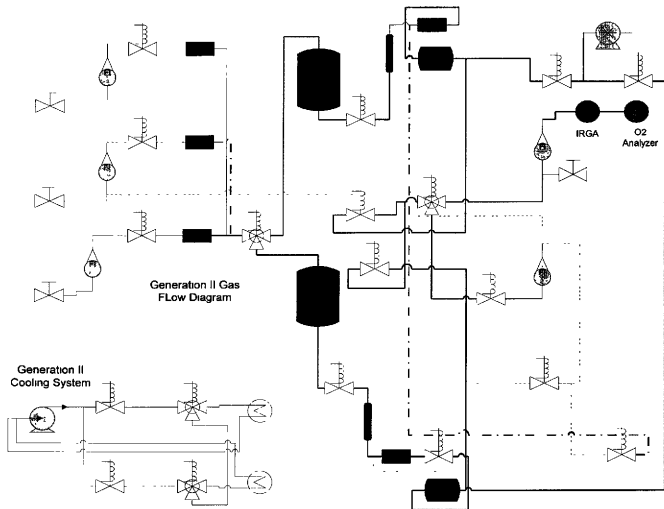 IRGA
O2
Analyzer
Generation II Gas
FLow Diagram
Generation II
Cooling System